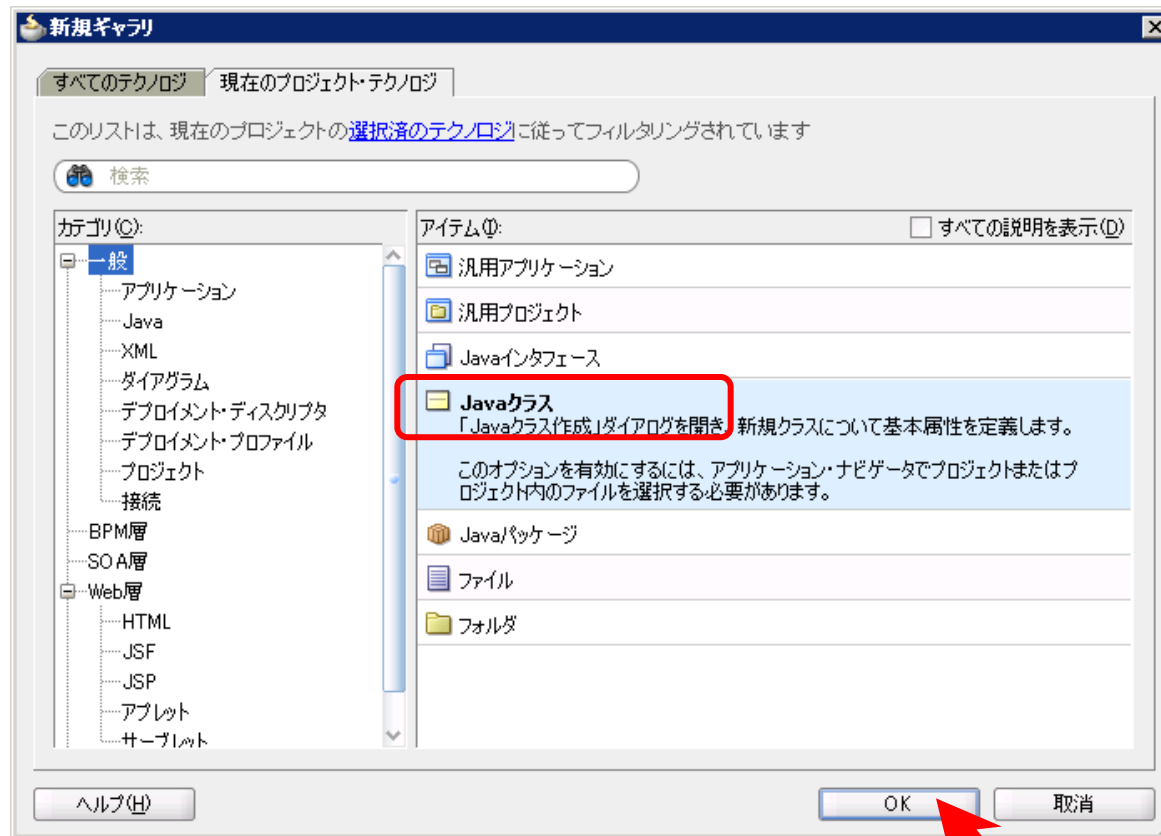 新規ギャラリ
すべてのテクノロジ
現在のプロジェクト・テクノロジ
このリストは、現在のプロジェクトの選択済のテクノロジに従ってフィルタリングされています
検索
カテゴリ(C):
一般
アプリケーション
Java
XML
ダイアグラム
デプロイメント・ディスクリプタ
デプロイメント・プロファイル
プロジェクト
接続
BPM層
SOA層
Web層
HTML
JSF
JSP
アプレット
サーブレット
アイテム(I):
すべての説明を表示(D)
汎用アプリケーション
汎用プロジェクト
Javaインタフェース
Javaクラス
「Javaクラス作成」ダイアログを開き、新規クラスについて基本属性を定義します。
このオプションを有効にするには、アプリケーション・ナビゲータでプロジェクトまたはプ
ロジェクト内のファイルを選択する必要があります。
Javaパッケージ
ファイル
フォルダ
ヘルプ(H)
OK
取消